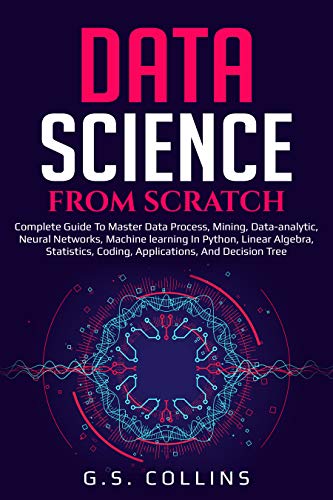 DATA
SCIENCE
FROM SCRATCH
Complete Guide To Master Data Process, Mining, Data-analytic,
Neural Networks, Machine learning In Python, Linear Algebra,
Statistics, Coding, Applications, And Decision Tree
G.S. COLLINS